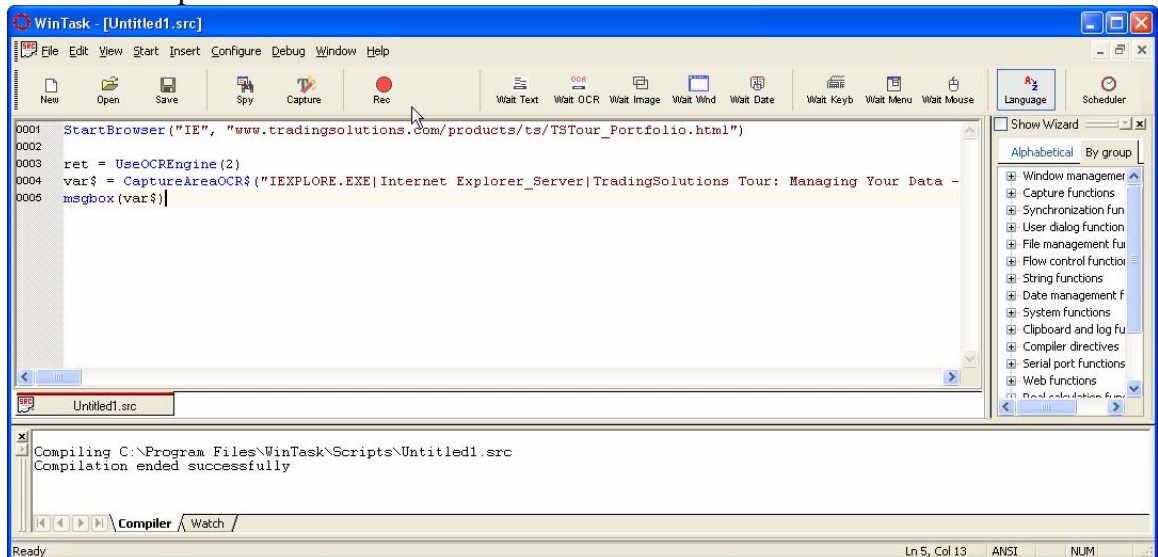 WinTask - [Untitled1.src]
File Edit View Start Insert Configure Debug Window Help
New Open Save Spy Capture Rec Wait Text Wait OCR Wait Image Wait Wnd Wait Date Wait Keyb Wait Menu Wait Mouse Language Scheduler
0001 StartBrowser("IE", "www.tradingsolutions.com/products/ts/TSTour_Portfolio.html")
0002
0003 ret = UseOCREngine(2)
0004 var$ = CaptureAreaOCR$("IEXPLORE.EXE|Internet Explorer_Server|TradingSolutions Tour: Managing Your Data -
0005 msgbox(var$)
Show Wizard
Alphabetical By group
Window managemer
Capture functions
Synchronization fun
User dialog function
File management fu
Flow control function
String functions
Date management f
System functions
Clipboard and log fu
Compiler directives
Serial port functions
Web functions
Untitled1.src
Compiling C:\Program Files\WinTask\Scripts\Untitled1.src
Compilation ended successfully
Compiler Watch
Ready Ln 5, Col 13 ANSI NUM